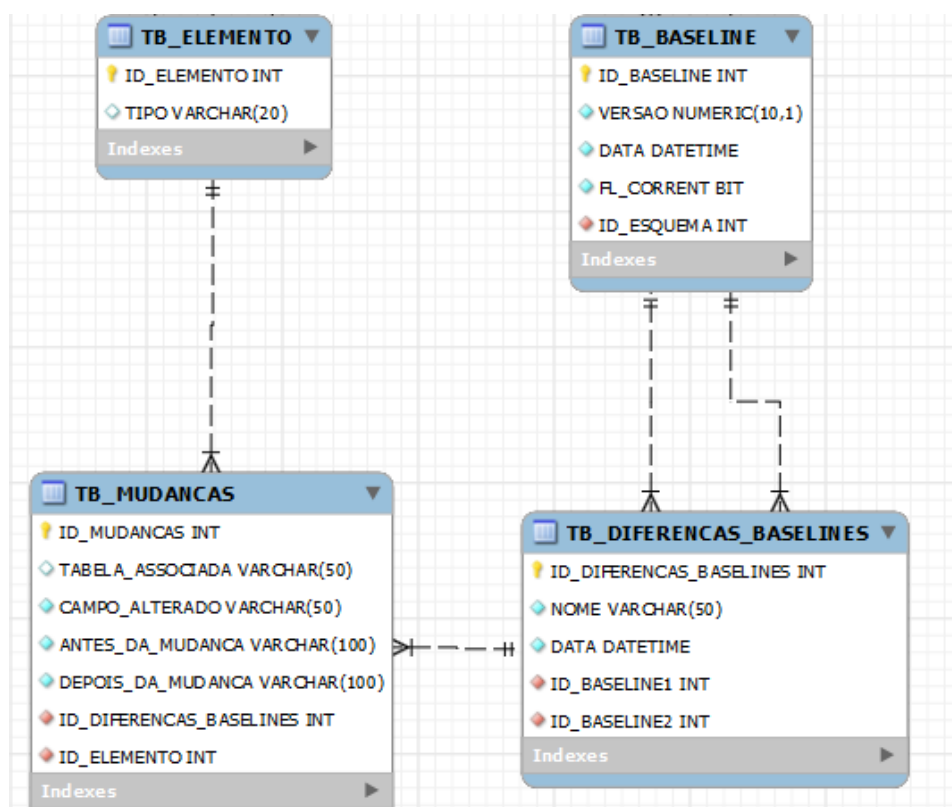 TB_ELEMENTO
ID_ELEMENTO INT
TIPO VARCHAR(20)
Indexes
TB_BASELINE
ID_BASELINE INT
VERSAO NUMERIC(10,1)
DATA DATETIME
FL_CORRENT BIT
ID_ESQUEMA INT
Indexes
TB_MUDANCAS
ID_MUDANCAS INT
TABELA_ASSOCIADA VARCHAR(50)
CAMPO_ALTERADO VARCHAR(50)
ANTES_DA_MUDANCA VARCHAR(100)
DEPOIS_DA_MUDANCA VARCHAR(100)
ID_DIFERENCAS_BASELINES INT
ID_ELEMENTO INT
Indexes
TB_DIFERENCAS_BASELINES
ID_DIFERENCAS_BASELINES INT
NOME VARCHAR(50)
DATA DATETIME
ID_BASELINE1 INT
ID_BASELINE2 INT
Indexes